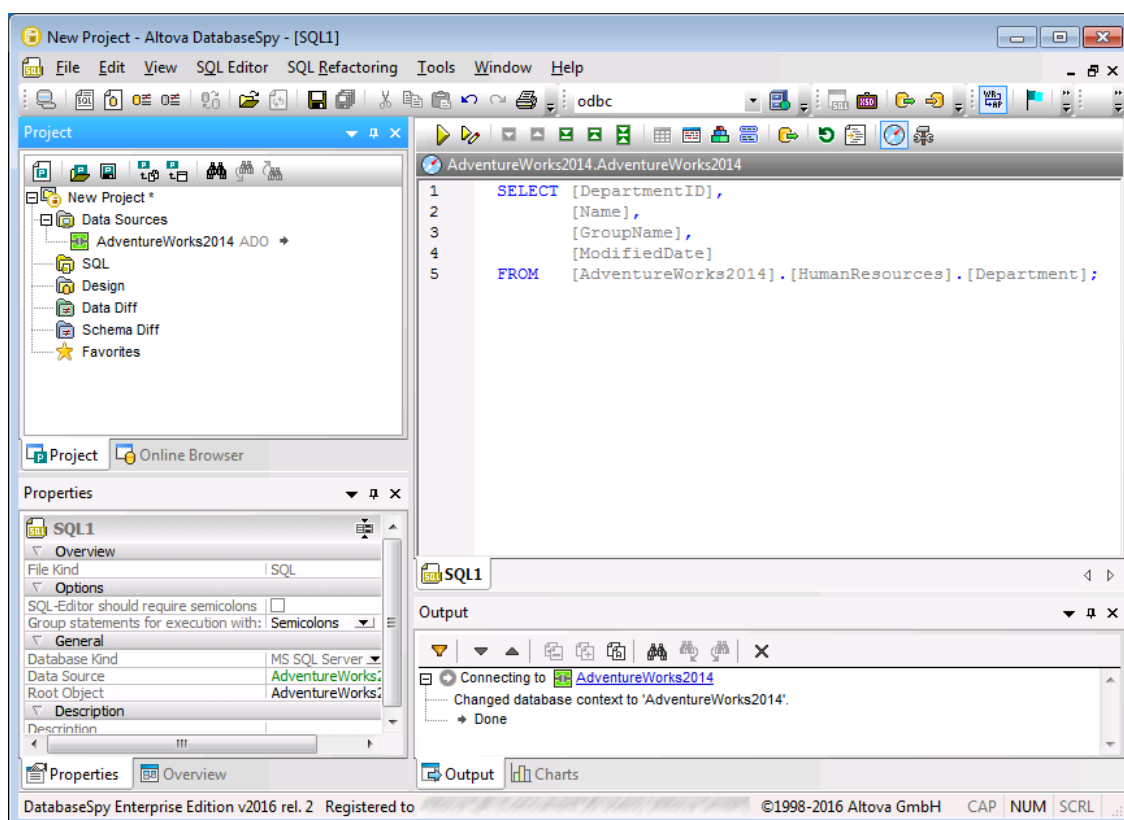 New Project - Altova DatabaseSpy - [SQL1]
File Edit View SQL Editor SQL Refactoring Tools Window Help
odbc
Project
AdventureWorks2014.AdventureWorks2014
New Project *
Data Sources
AdventureWorks2014 ADO
SQL
Design
Data Diff
Schema Diff
Favorites
1 SELECT [DepartmentID],
2 [Name],
3 [GroupName],
4 [ModifiedDate]
5 FROM [AdventureWorks2014].[HumanResources].[Department];
Project Online Browser
Properties
SQL1
Overview
File Kind SQL
Options
SQL-Editor should require semicolons
Group statements for execution with: Semicolons
General
Database Kind MS SQL Server
Data Source AdventureWorks2
Root Object AdventureWorks2
Description
Description
Properties Overview
SQL1
Output
Connecting to AdventureWorks2014
Changed database context to 'AdventureWorks2014'.
Done
Output Charts
DatabaseSpy Enterprise Edition v2016 rel. 2 Registered to ©1998-2016 Altova GmbH CAP NUM SCRL